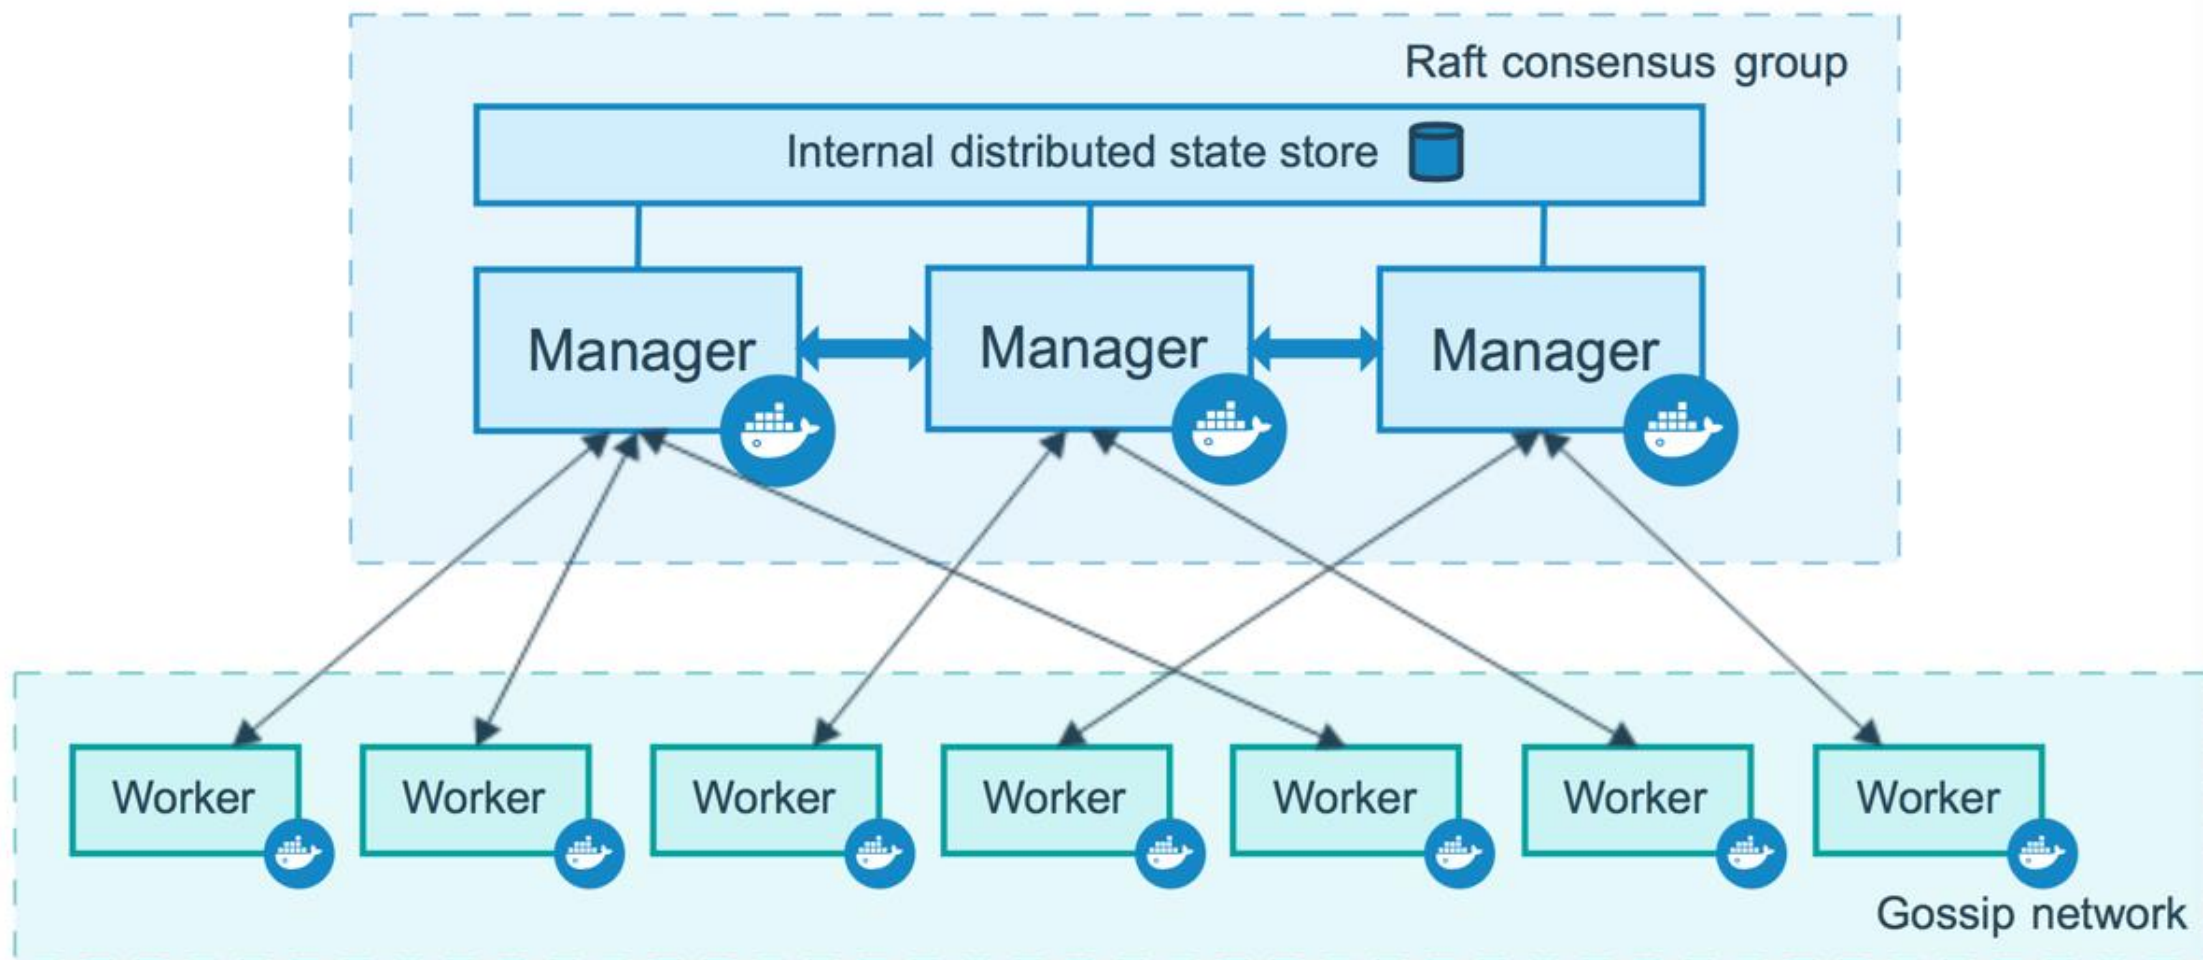 Raft consensus group
Internal distributed state store
Manager
Manager
Manager
Worker
Worker
Worker
Worker
Worker
Worker
Worker
Gossip network